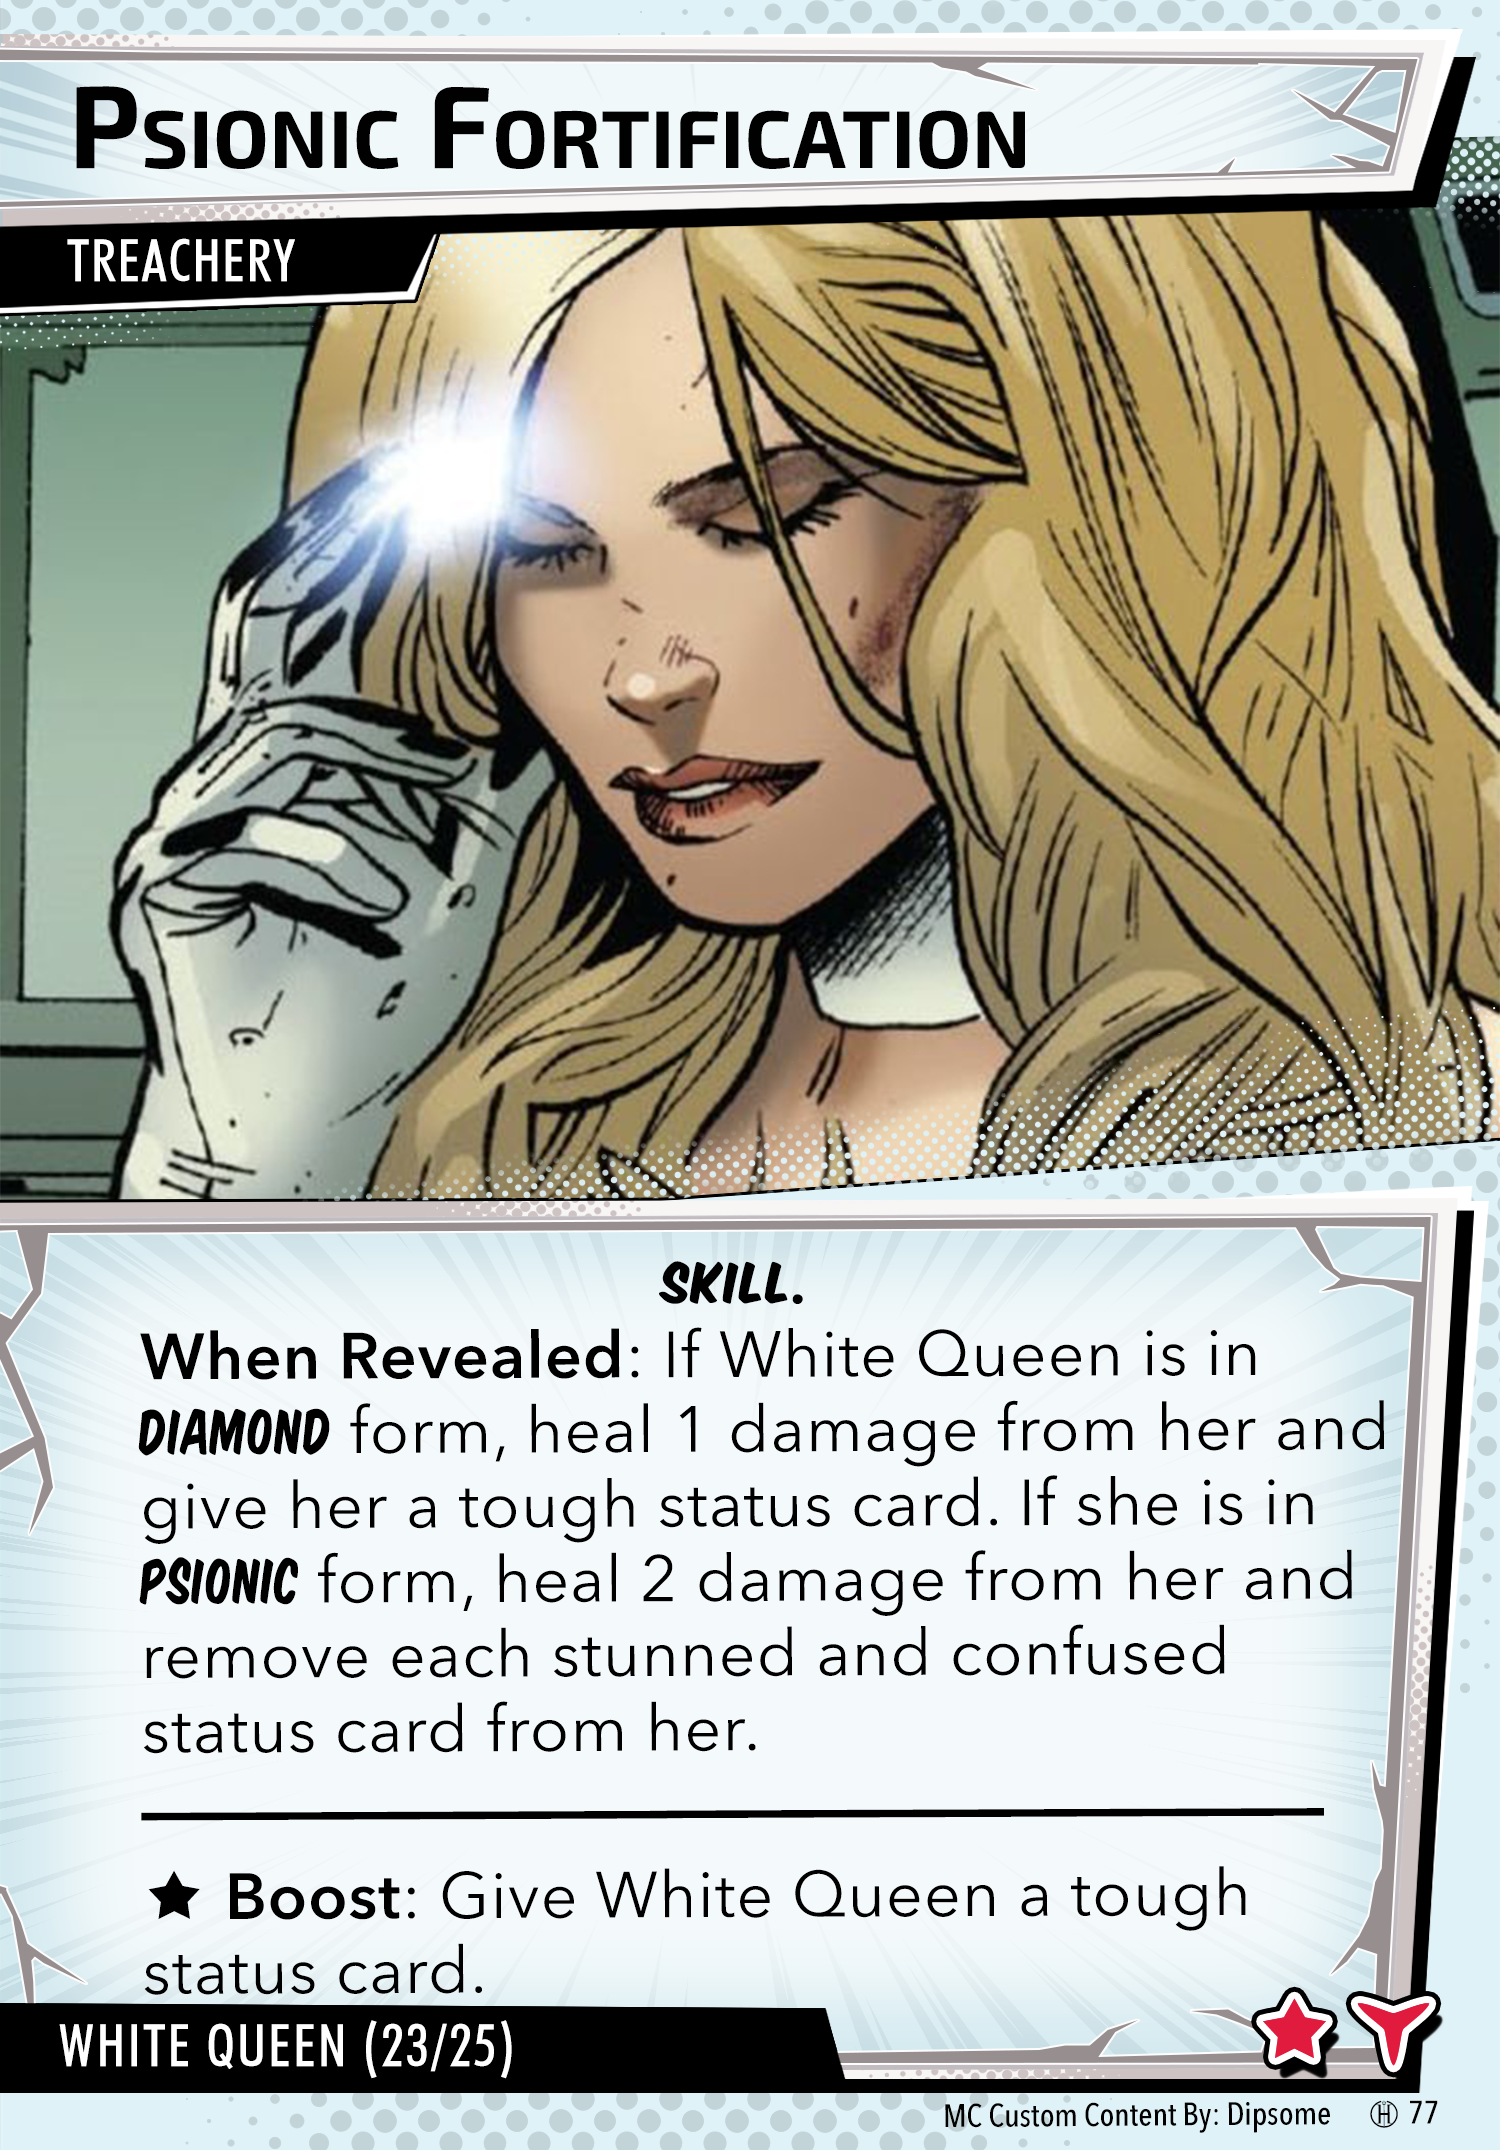 Psionic Fortification
TREACHERY
SKILL.
When Revealed: If White Queen is in
DIAMOND form, heal 1 damage from her and
give her a tough status card. If she is in
PSIONIC form, heal 2 damage from her and
remove each stunned and confused
status card from her.
★ Boost: Give White Queen a tough
status card.
WHITE QUEEN (23/25)
MC Custom Content By: Dipsome 77